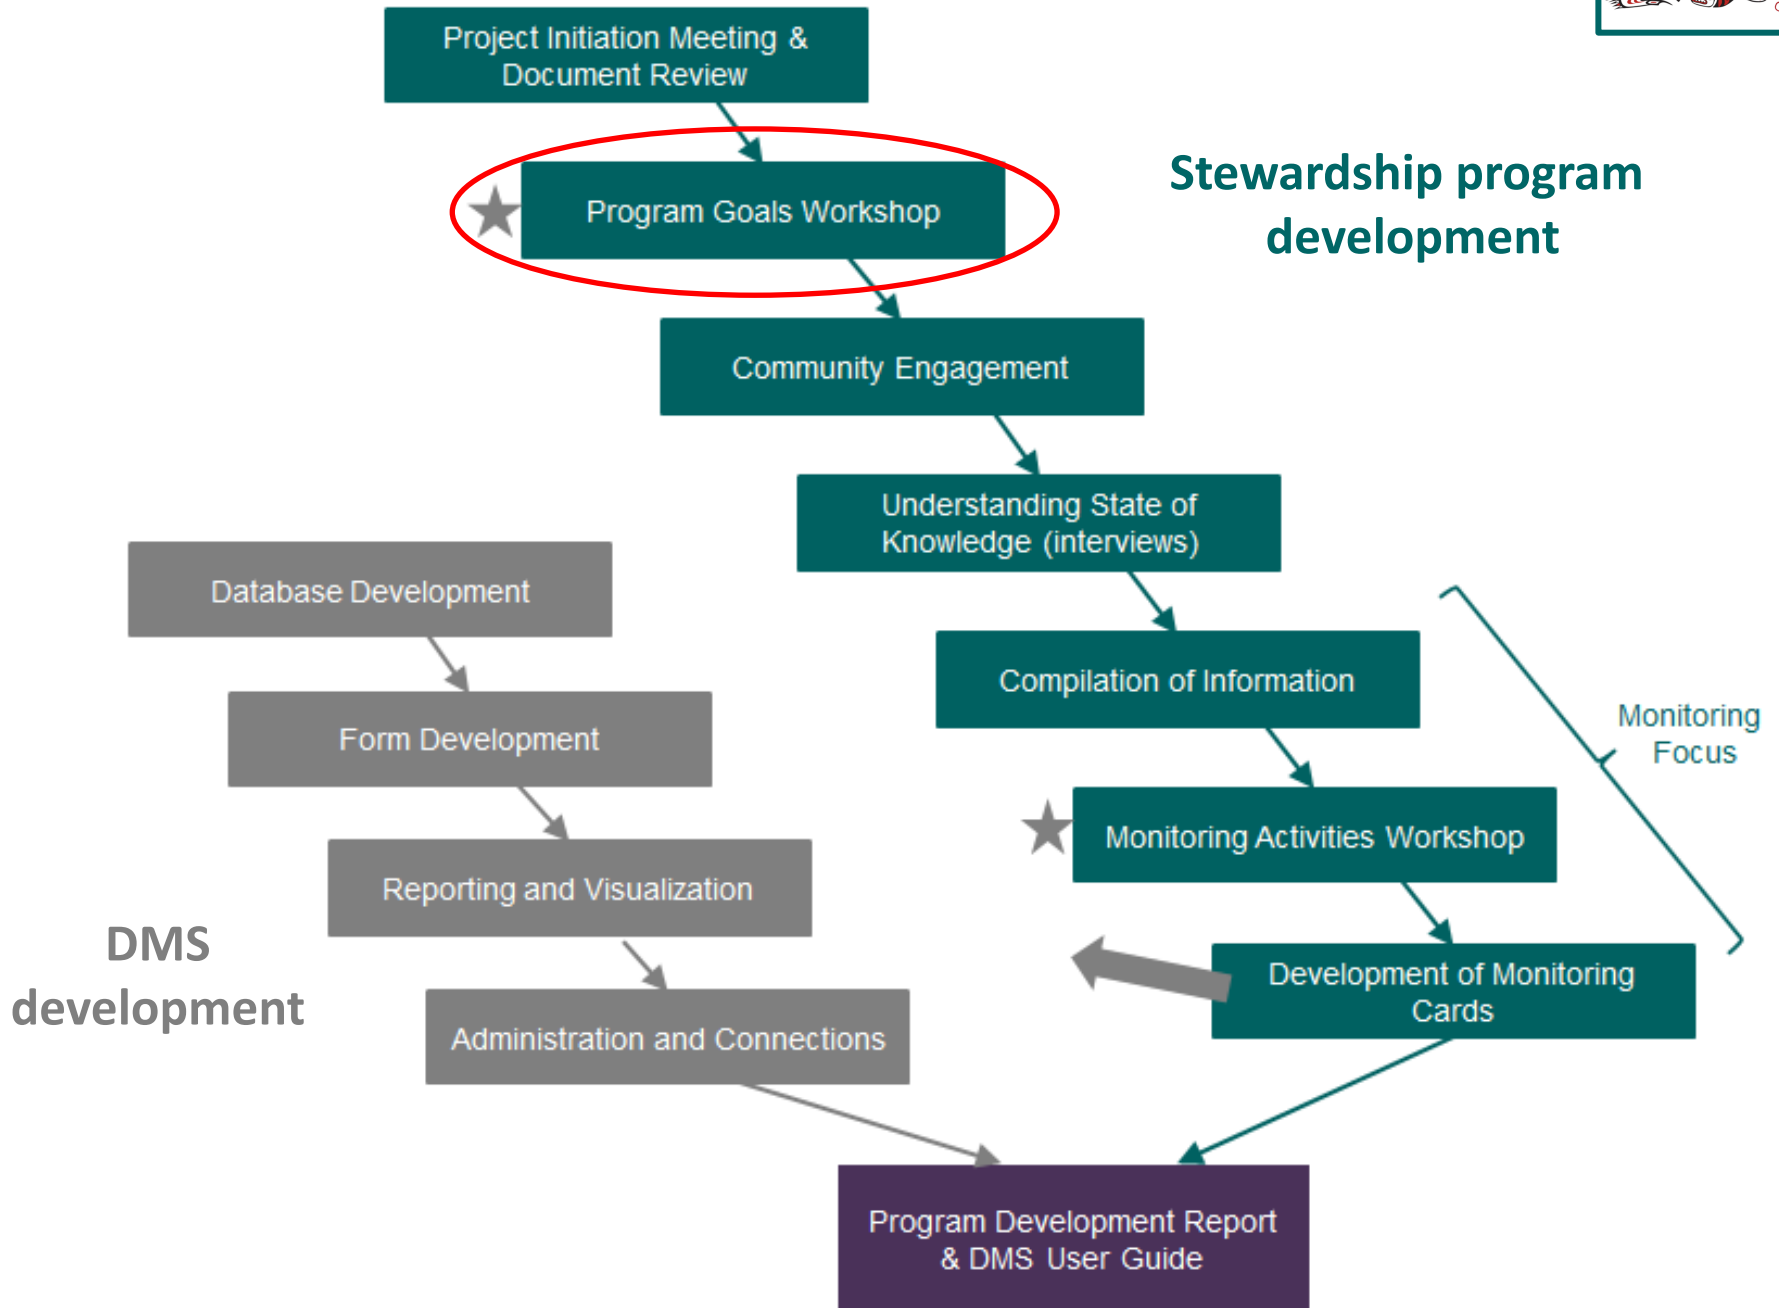 Project Initiation Meeting &
Document Review
Program Goals Workshop
Stewardship program
development
Community Engagement
Understanding State of
Knowledge (interviews)
Database Development
Compilation of Information
Form Development
Monitoring
Focus
Monitoring Activities Workshop
Reporting and Visualization
DMS
development
Development of Monitoring
Cards
Administration and Connections
Program Development Report
& DMS User Guide